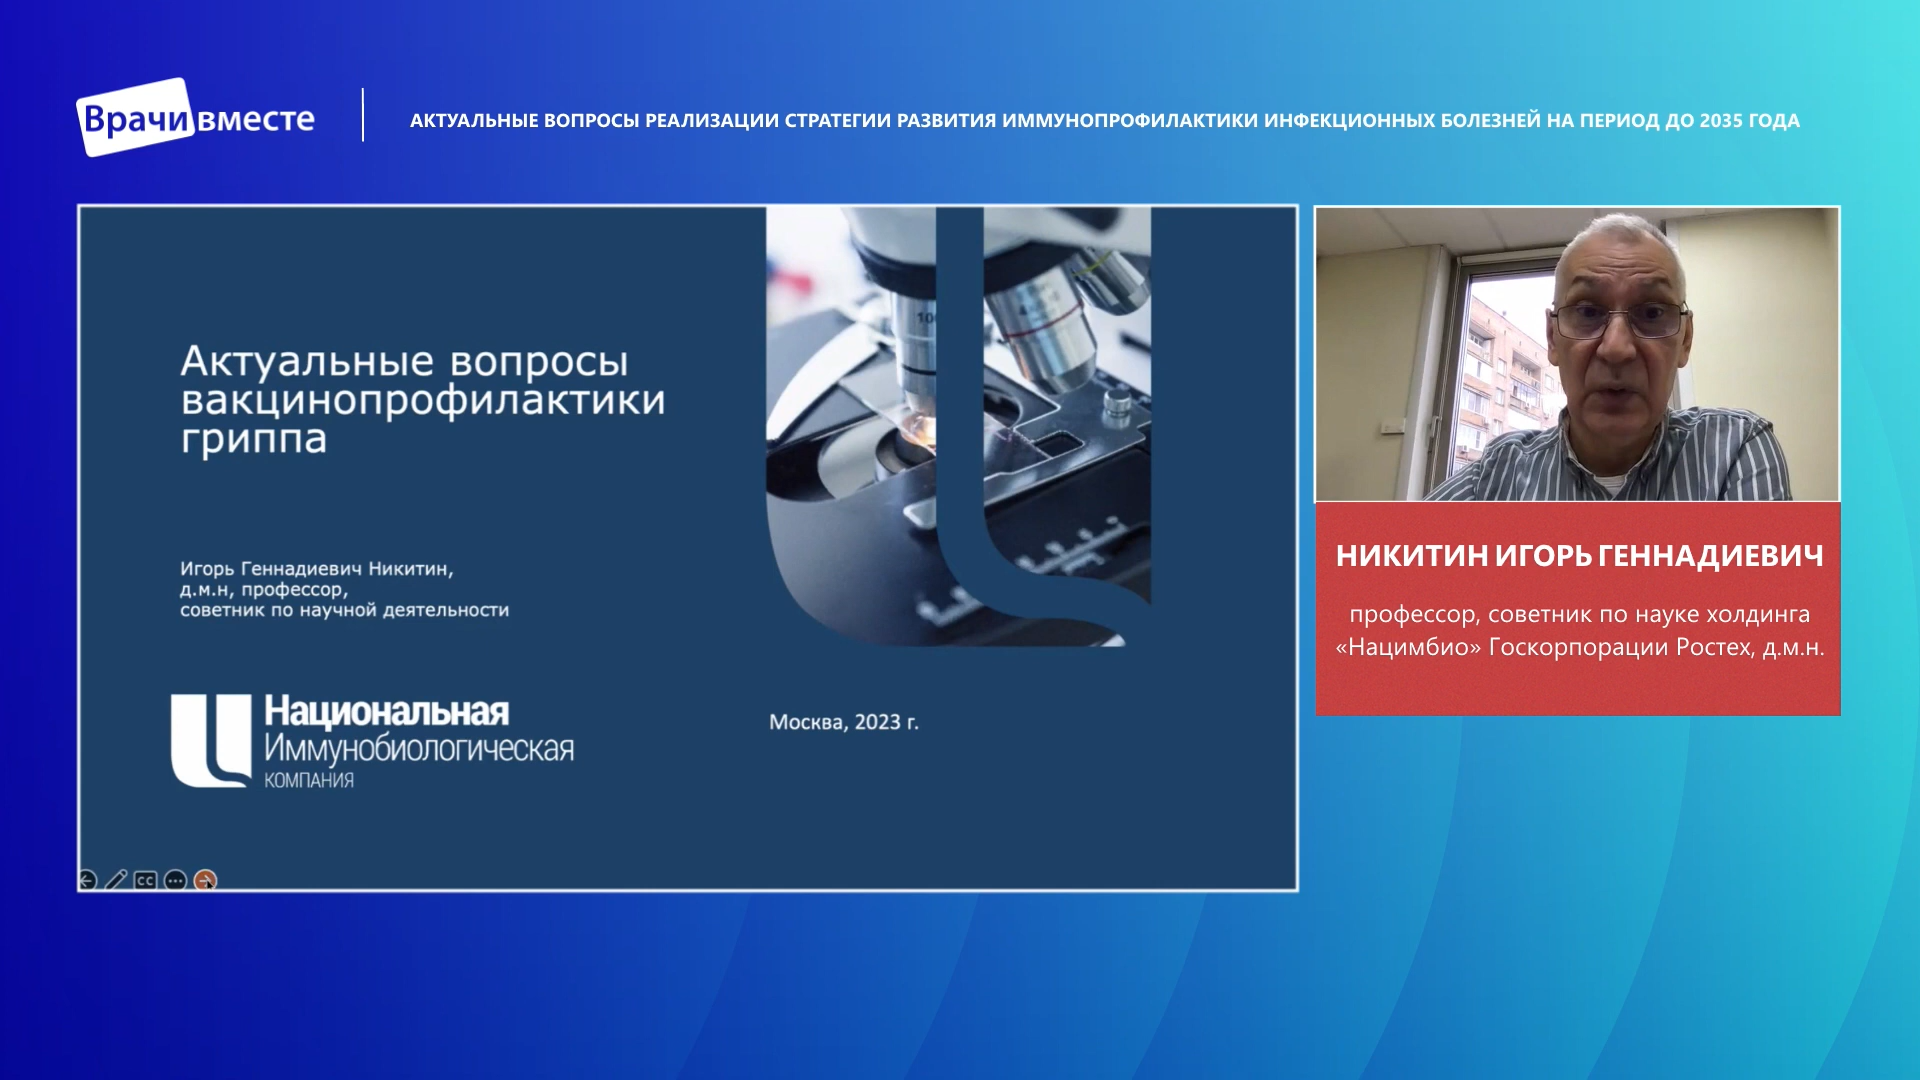 Врачи вместе
АКТУАЛЬНЫЕ ВОПРОСЫ РЕАЛИЗАЦИИ СТРАТЕГИИ РАЗВИТИЯ ИММУНОПРОФИЛАКТИКИ ИНФЕКЦИОННЫХ БОЛЕЗНЕЙ НА ПЕРИОД ДО 2035 ГОДА
Актуальные вопросы
вакцинопрофилактики
гриппа
Игорь Геннадиевич Никитин,
д.м.н, профессор,
советник по научной деятельности
Национальная
Иммунобиологическая
КОМПАНИЯ
Москва, 2023 г.
CC
НИКИТИН ИГОРЬ ГЕННАДИЕВИЧ
профессор, советник по науке холдинга
«Нацимбио» Госкорпорации Ростех, д.м.н.